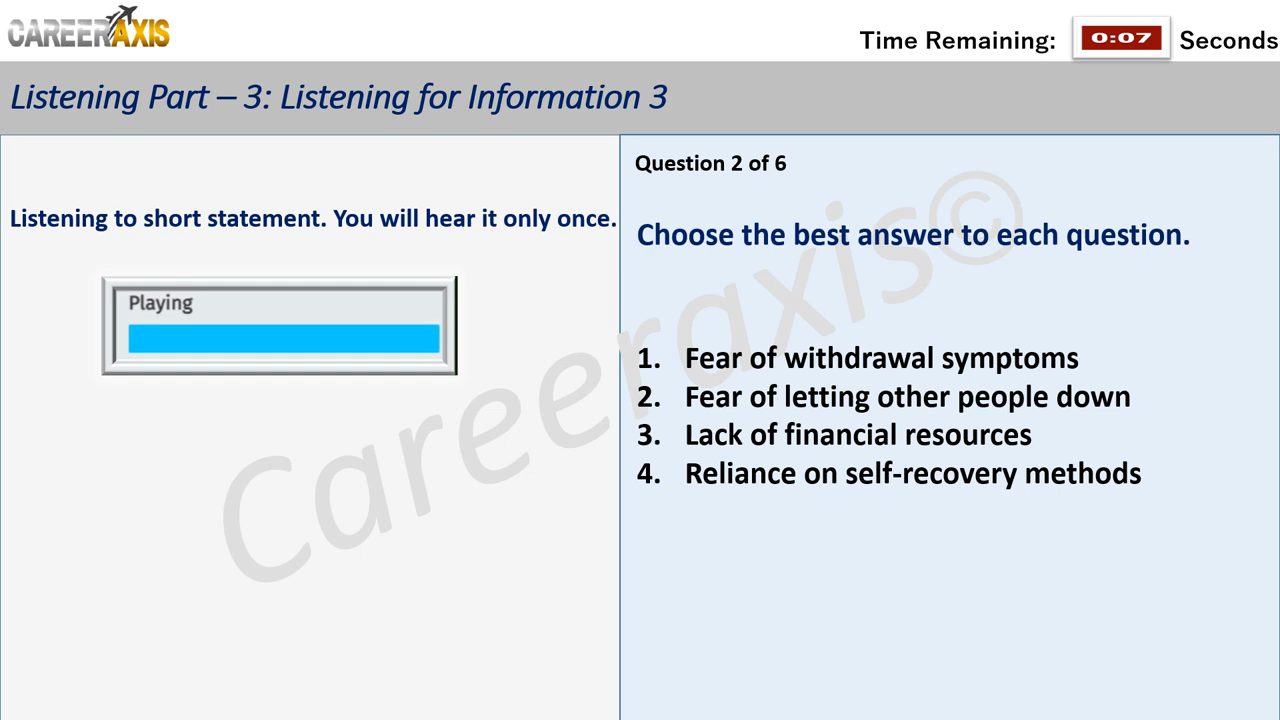 CAREERAXIS
Time Remaining: 0:07 Seconds
Listening Part – 3: Listening for Information 3
Listening to short statement. You will hear it only once.
Playing
Question 2 of 6
Choose the best answer to each question.
1. Fear of withdrawal symptoms
2. Fear of letting other people down
3. Lack of financial resources
4. Reliance on self-recovery methods
Careeraxis©